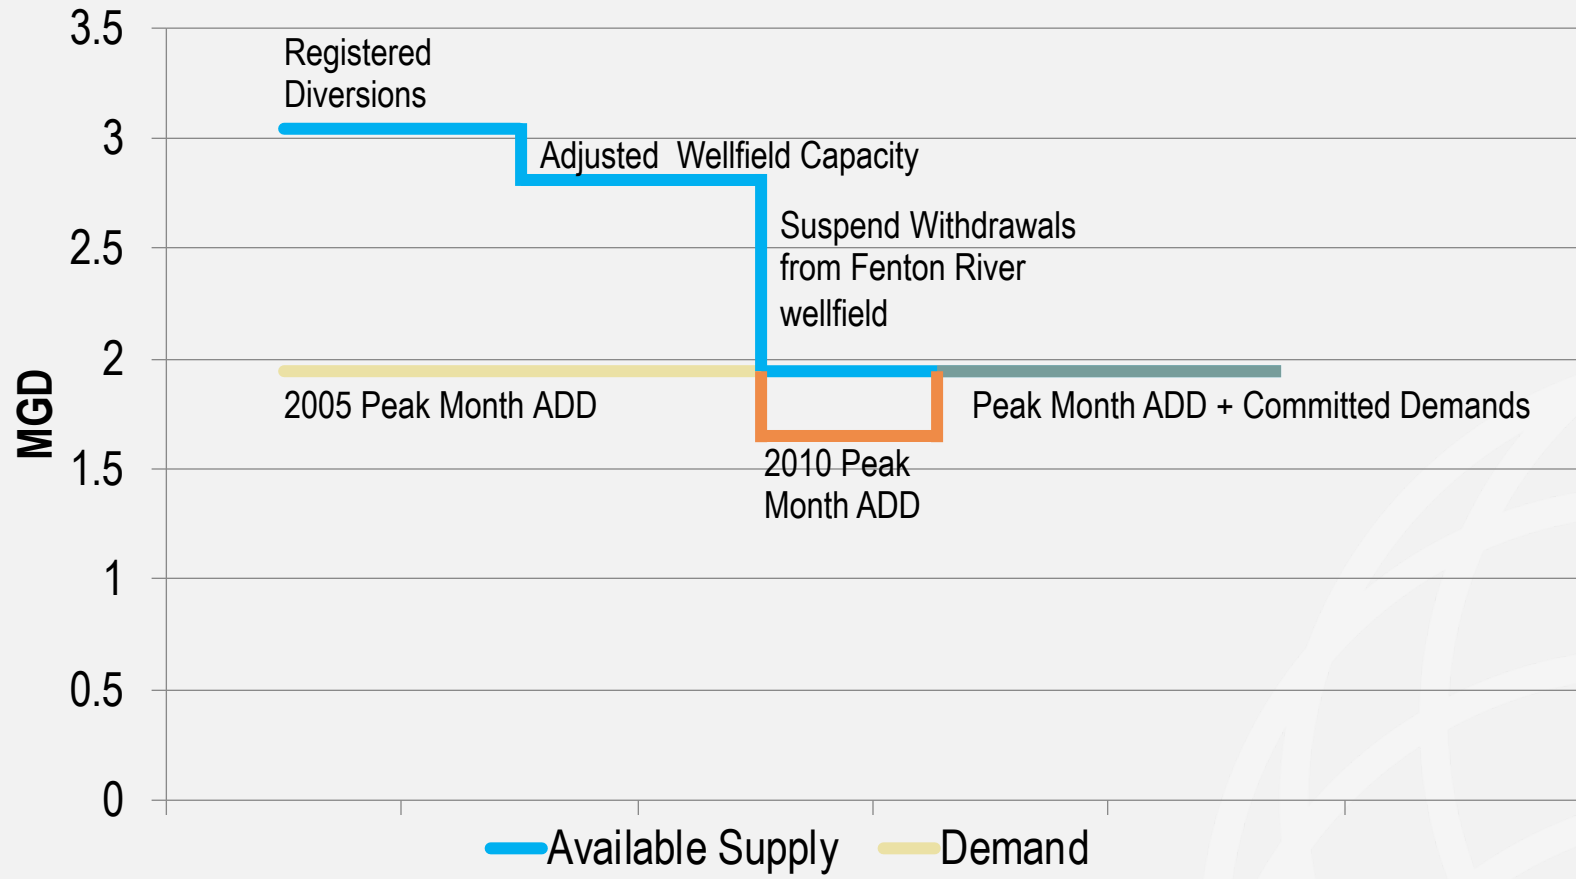 3.5
Registered
Diversions
3
Adjusted Wellfield Capacity
Suspend Withdrawals
from Fenton River
wellfield
2.5
2
MGD
2005 Peak Month ADD
Peak Month ADD + Committed Demands
2010 Peak
Month ADD
1.5
1
0.5
0
Available Supply
Demand